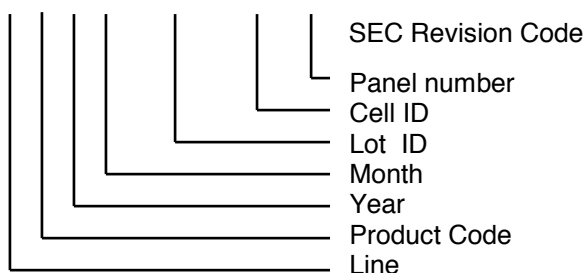 SEC Revision Code
Panel number
Cell ID
Lot ID
Month
Year
Product Code
Line